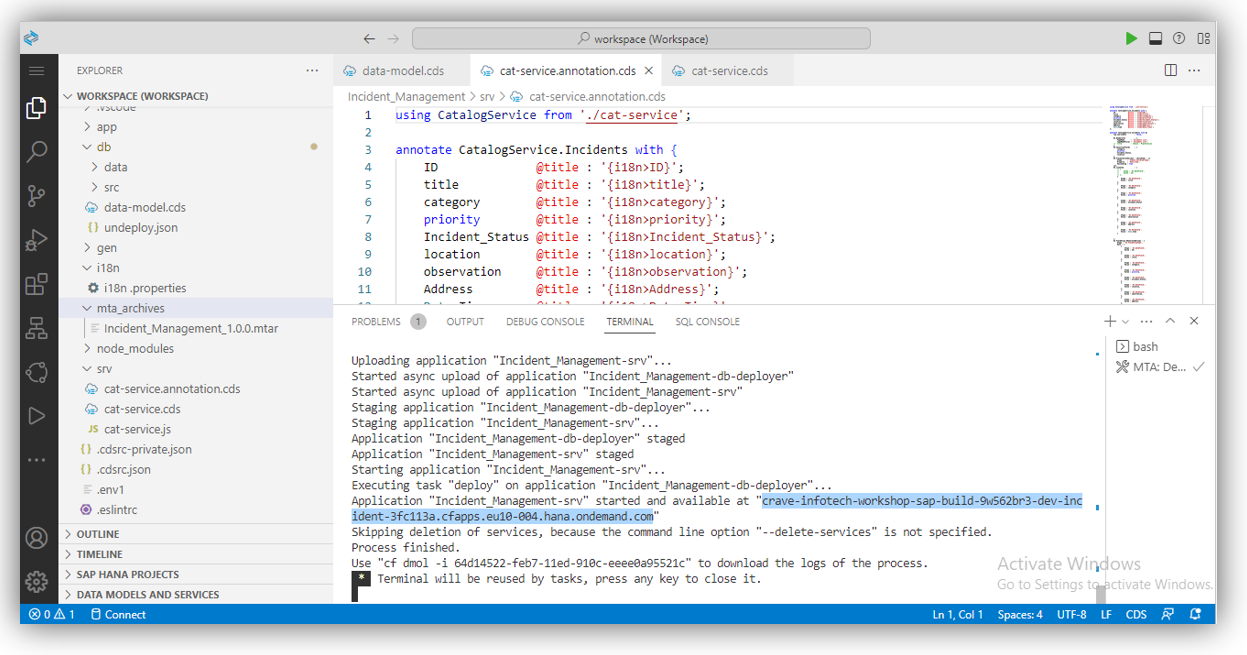 workspace (Workspace)
EXPLORER
WORKSPACE (WORKSPACE)
.vscode
app
db
data
src
data-model.cds
{} undeploy.json
gen
i18n
i18n .properties
mta_archives
Incident_Management_1.0.0.mtar
node_modules
srv
cat-service.annotation.cds
cat-service.cds
JS cat-service.js
{} .cdsrc-private.json
{} .cdsrc.json
.env1
.eslintrc
OUTLINE
TIMELINE
SAP HANA PROJECTS
DATA MODELS AND SERVICES
data-model.cds
cat-service.annotation.cds
cat-service.cds
Incident_Management > srv > cat-service.annotation.cds
1 using CatalogService from './cat-service';
2
3 annotate CatalogService.Incidents with {
4 ID @title : '{i18n>ID}';
5 title @title : '{i18n>title}';
6 category @title : '{i18n>category}';
7 priority @title : '{i18n>priority}';
8 Incident_Status @title : '{i18n>Incident_Status}';
9 location @title : '{i18n>location}';
10 observation @title : '{i18n>observation}';
11 Address @title : '{i18n>Address}';
PROBLEMS 1 OUTPUT DEBUG CONSOLE TERMINAL SQL CONSOLE
Uploading application "Incident_Management-srv"...
Started async upload of application "Incident_Management-db-deployer"
Started async upload of application "Incident_Management-srv"
Staging application "Incident_Management-db-deployer"...
Staging application "Incident_Management-srv"...
Application "Incident_Management-db-deployer" staged
Application "Incident_Management-srv" staged
Starting application "Incident_Management-srv"...
Executing task "deploy" on application "Incident_Management-db-deployer"...
Application "Incident_Management-srv" started and available at "crave-infotech-workshop-sap-build-9w562br3-dev-inc
ident-3fc113a.cfapps.eu10-004.hana.ondemand.com"
Skipping deletion of services, because the command line option "--delete-services" is not specified.
Process finished.
Use "cf dmol -i 64d14522-feb7-11ed-910c-eeee0a95521c" to download the logs of the process.
* Terminal will be reused by tasks, press any key to close it.
bash
MTA: De...
Activate Windows
Go to Settings to activate Windows.
0 1 Connect
Ln 1, Col 1 Spaces: 4 UTF-8 LF CDS